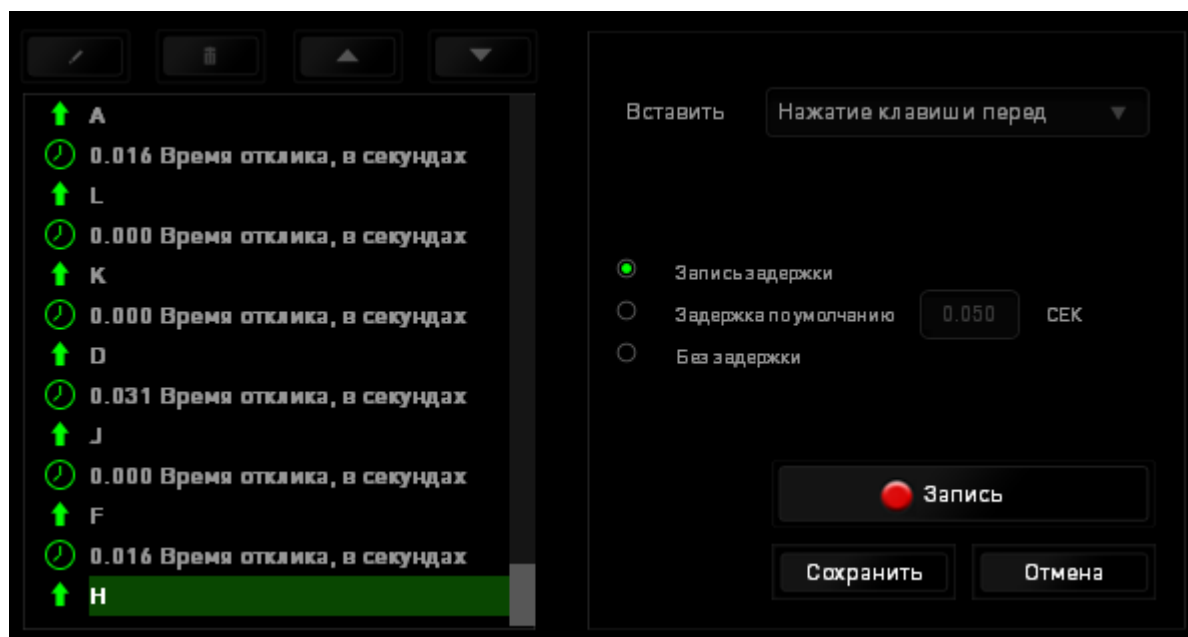 A
0.016 Время отклика, в секундах
L
0.000 Время отклика, в секундах
K
0.000 Время отклика, в секундах
D
0.031 Время отклика, в секундах
J
0.000 Время отклика, в секундах
F
0.016 Время отклика, в секундах
H
Вставить Нажатие клавиши перед
Запись задержки
Задержка по умолчанию 0.050 СЕК
Без задержки
Запись
Сохранить Отмена